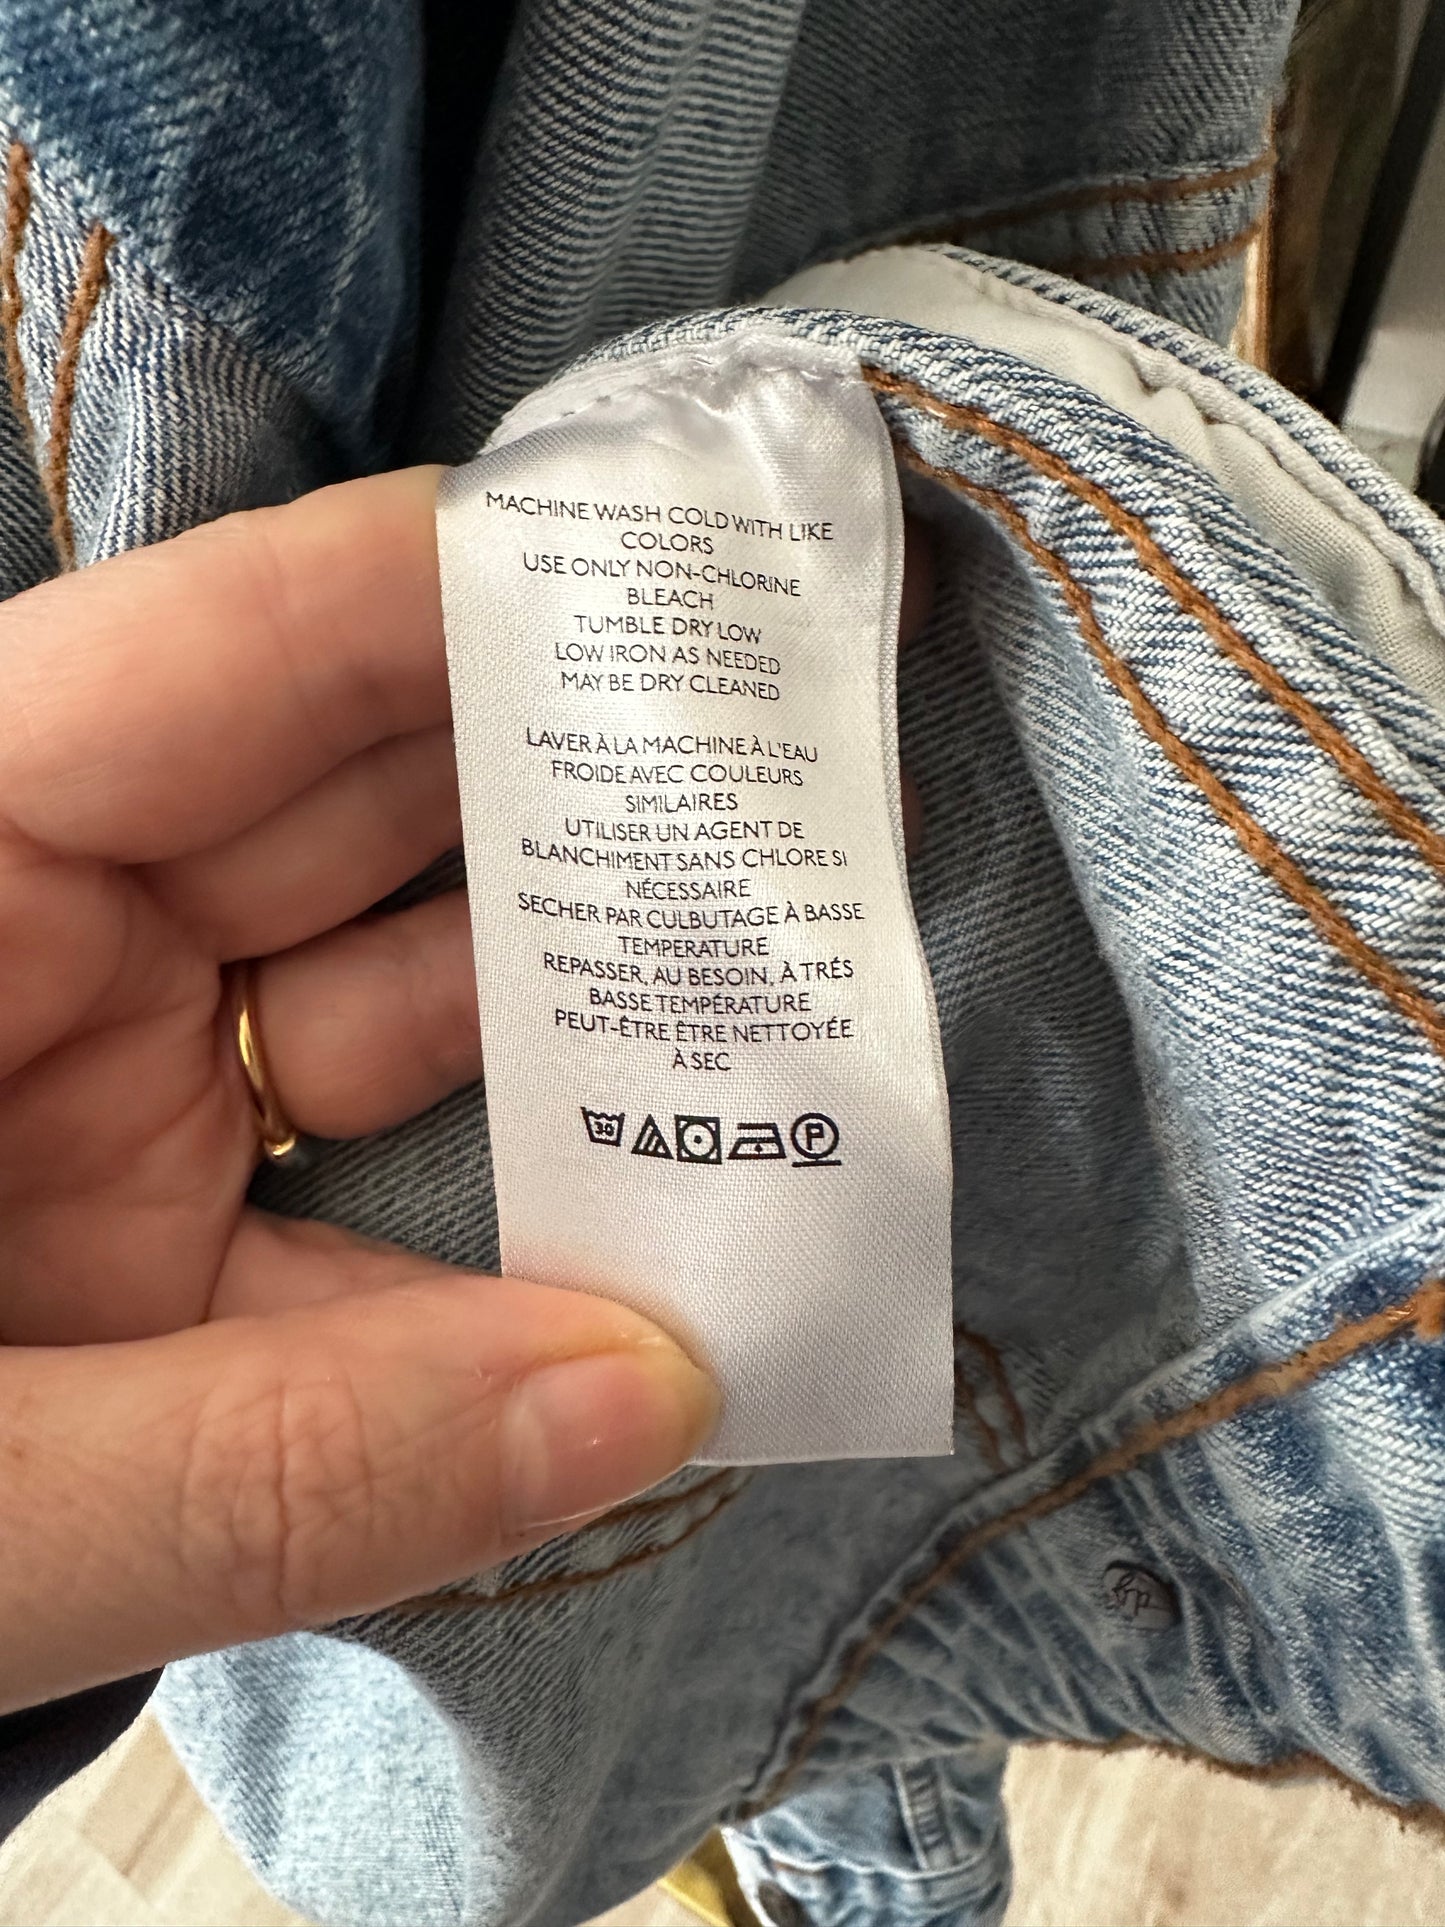 MACHINE WASH COLD WITH LIKE
COLORS
USE ONLY NON-CHLORINE
BLEACH
TUMBLE DRY LOW
LOW IRON AS NEEDED
MAY BE DRY CLEANED
LAVER À LA MACHINE À L'EAU
FROIDE AVEC COULEURS
SIMILAIRES
UTILISER UN AGENT DE
BLANCHIMENT SANS CHLORE SI
NÉCESSAIRE
SECHER PAR CULBUTAGE À BASSE
TEMPERATURE
REPASSER, AU BESOIN, À TRÉS
BASSE TEMPÉRATURE
PEUT-ÊTRE ÊTRE NETTOYÉE
À SEC
30 P